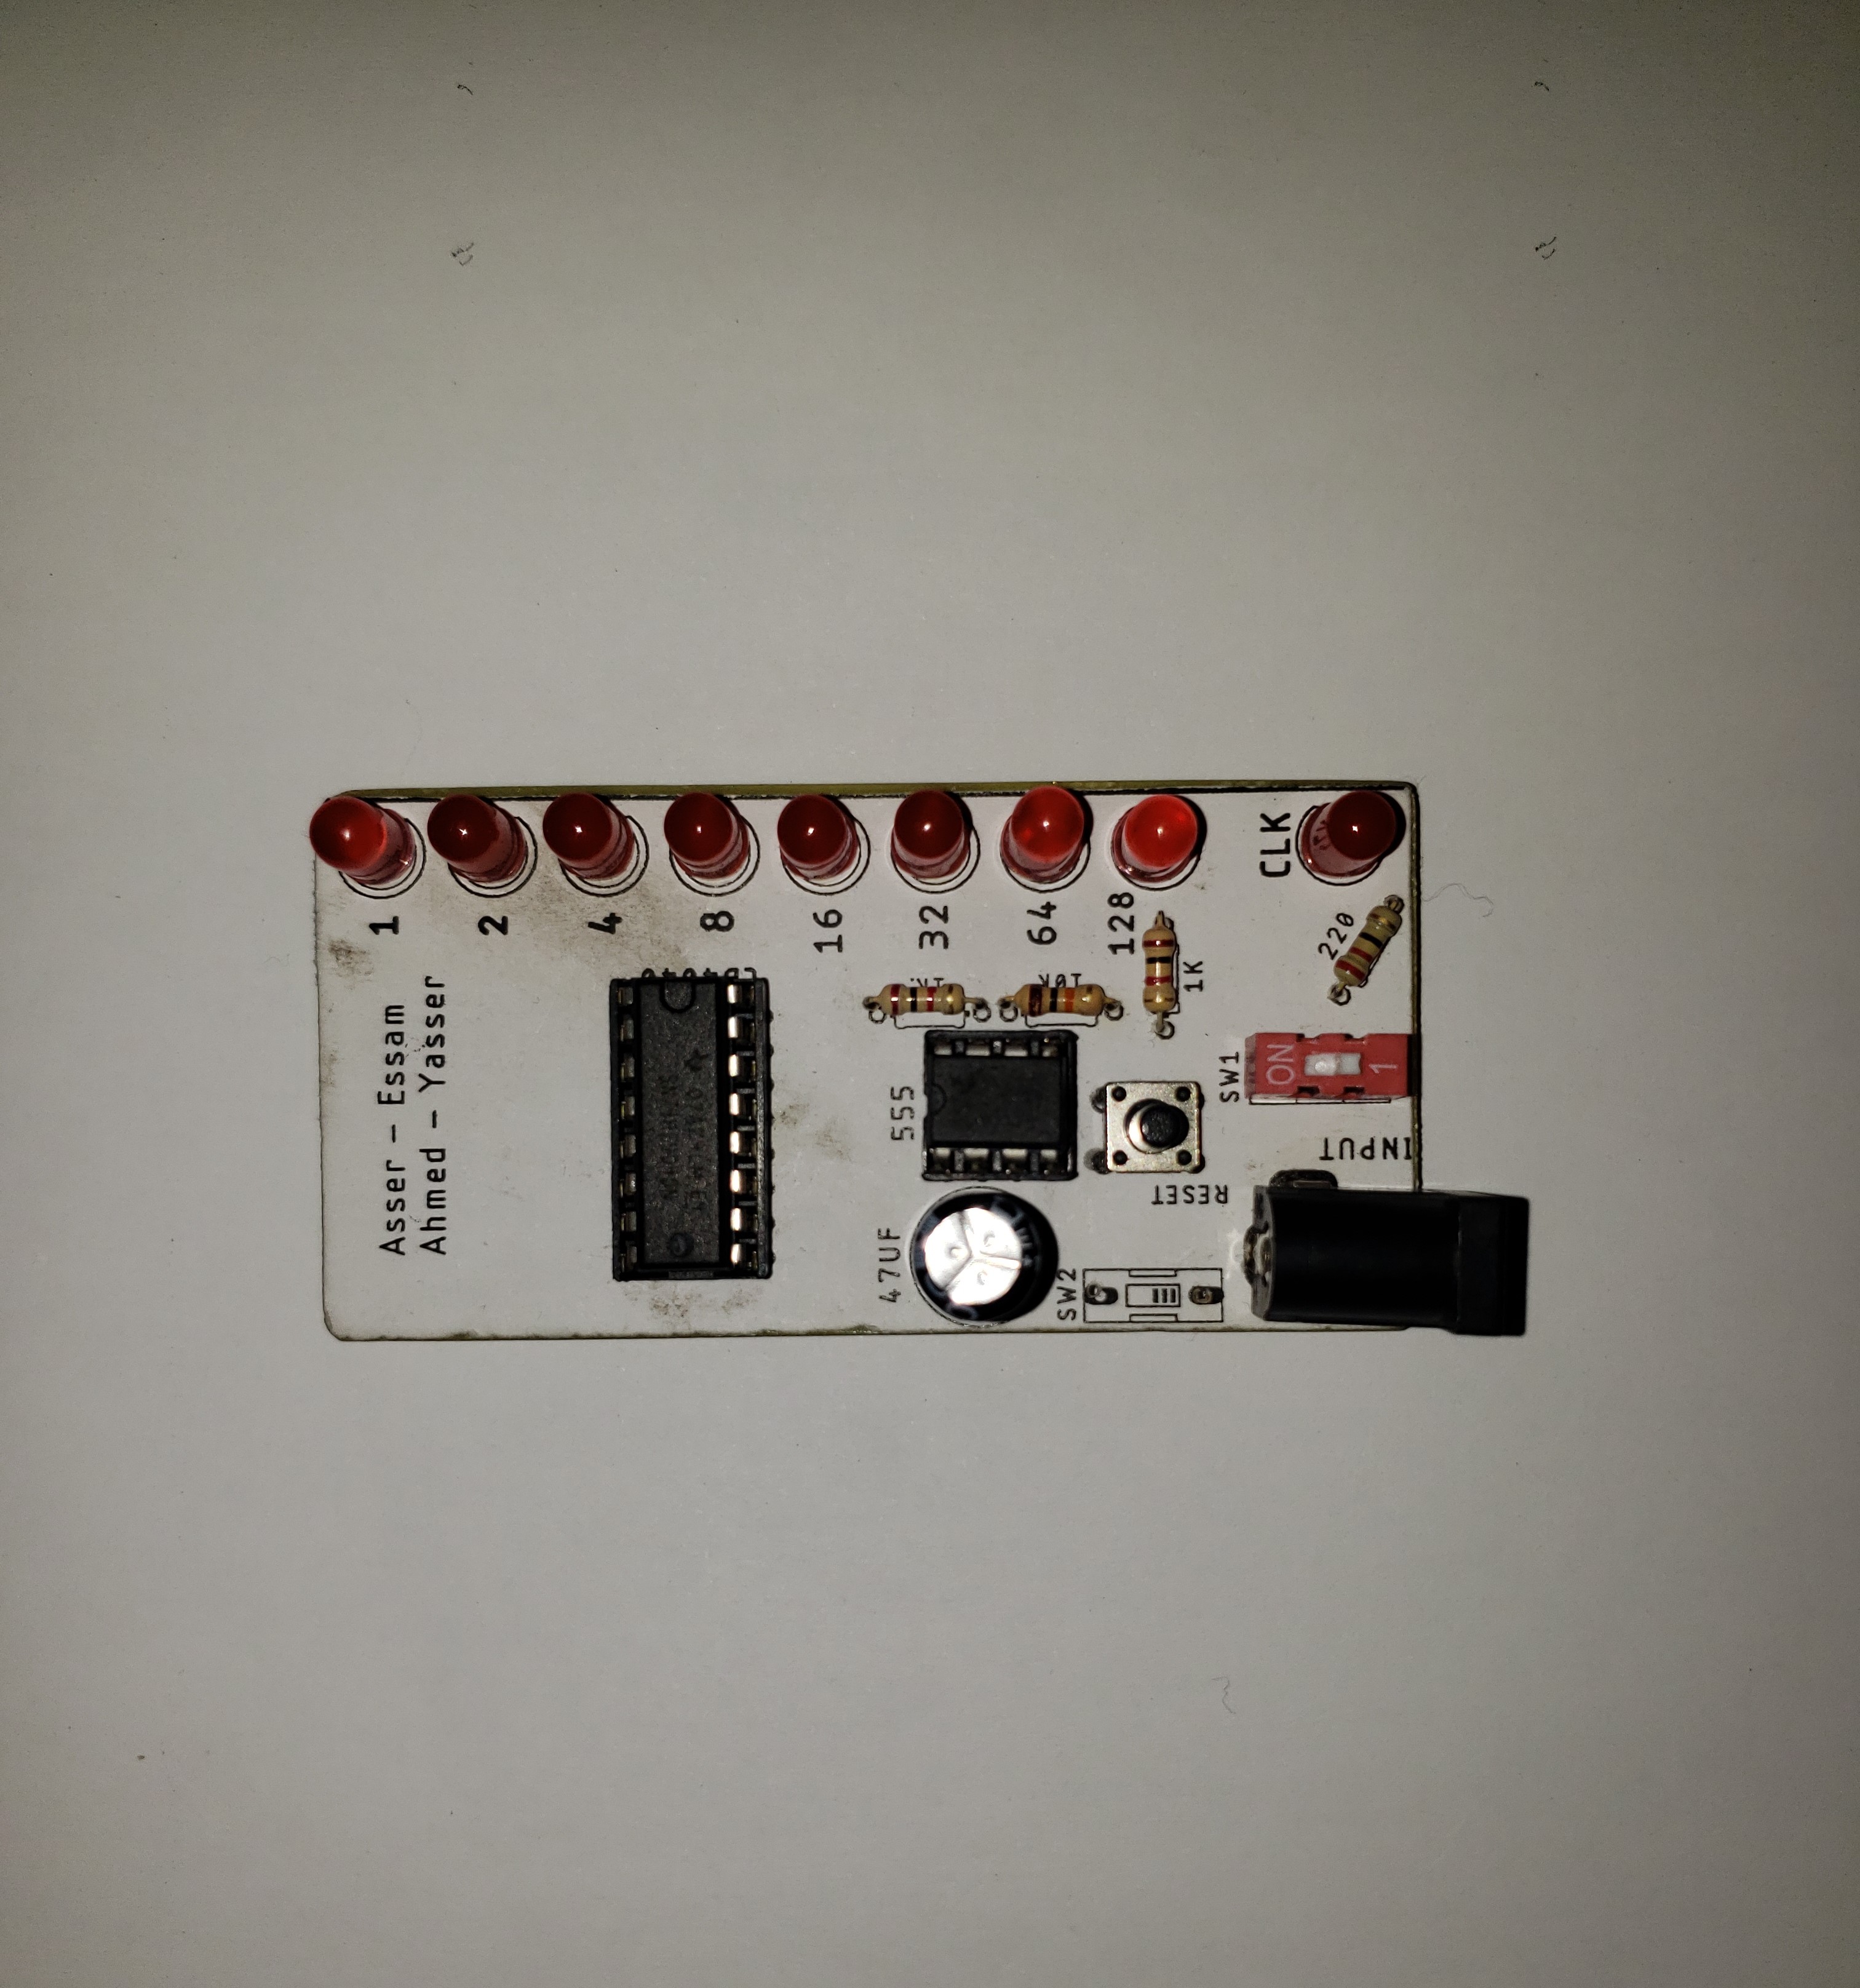 1
2
4
8
16
32
64
128
CLK
220
1K
1K
10K
Asser - Essam
Ahmed - Yasser
555
SW1
ON
1
INPUT
RESET
47UF
SW2